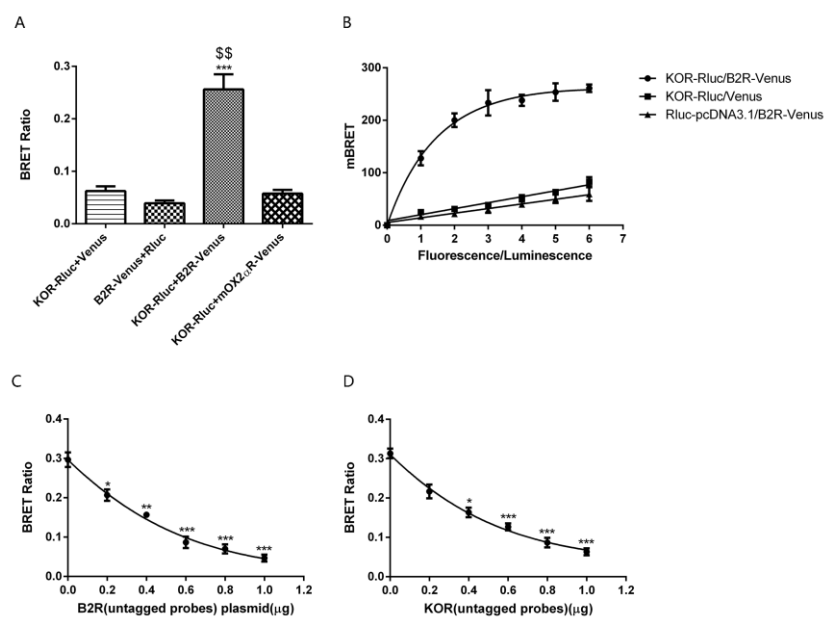 A
BRET Ratio
0.3
0.2
0.1
0.0
$$
***
KOR-Rluc+Venus
B2R-Venus+Rluc
KOR-Rluc+B2R-Venus
KOR-Rluc+mOX2αR-Venus
B
mBRET
300
200
100
0
0 1 2 3 4 5 6 7
Fluorescence/Luminescence
KOR-Rluc/B2R-Venus
KOR-Rluc/Venus
Rluc-pcDNA3.1/B2R-Venus
C
BRET Ratio
0.4
0.3
0.2
0.1
0.0
* ** *** *** ***
0.0 0.2 0.4 0.6 0.8 1.0 1.2
B2R(untagged probes) plasmid(μg)
D
BRET Ratio
0.4
0.3
0.2
0.1
0.0
* *** *** ***
0.0 0.2 0.4 0.6 0.8 1.0 1.2
KOR(untagged probes)(μg)